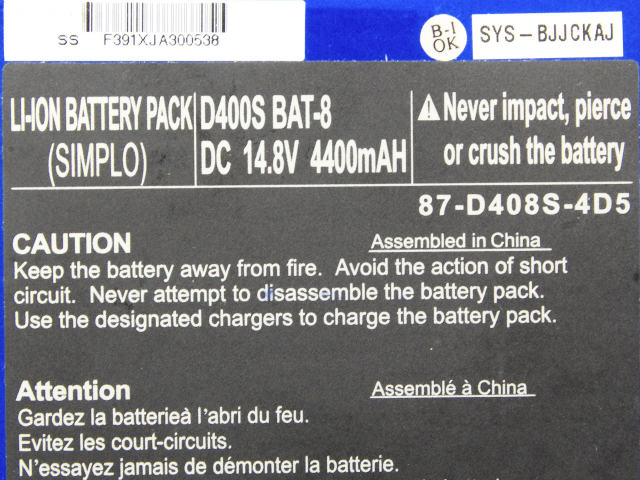 SS F391XJA300538
B-I
OK
SYS-BJJCKAJ
LI-ION BATTERY PACK
(SIMPLO)
D400S BAT-8
DC 14.8V 4400mAH
Never impact, pierce
or crush the battery
87-D408S-4D5
CAUTION
Assembled in China
Keep the battery away from fire. Avoid the action of short
circuit. Never attempt to disassemble the battery pack.
Use the designated chargers to charge the battery pack.
Attention
Assemblé à China
Gardez la batterieà l'abri du feu.
Evitez les court-circuits.
N'essayez jamais de démonter la batterie.